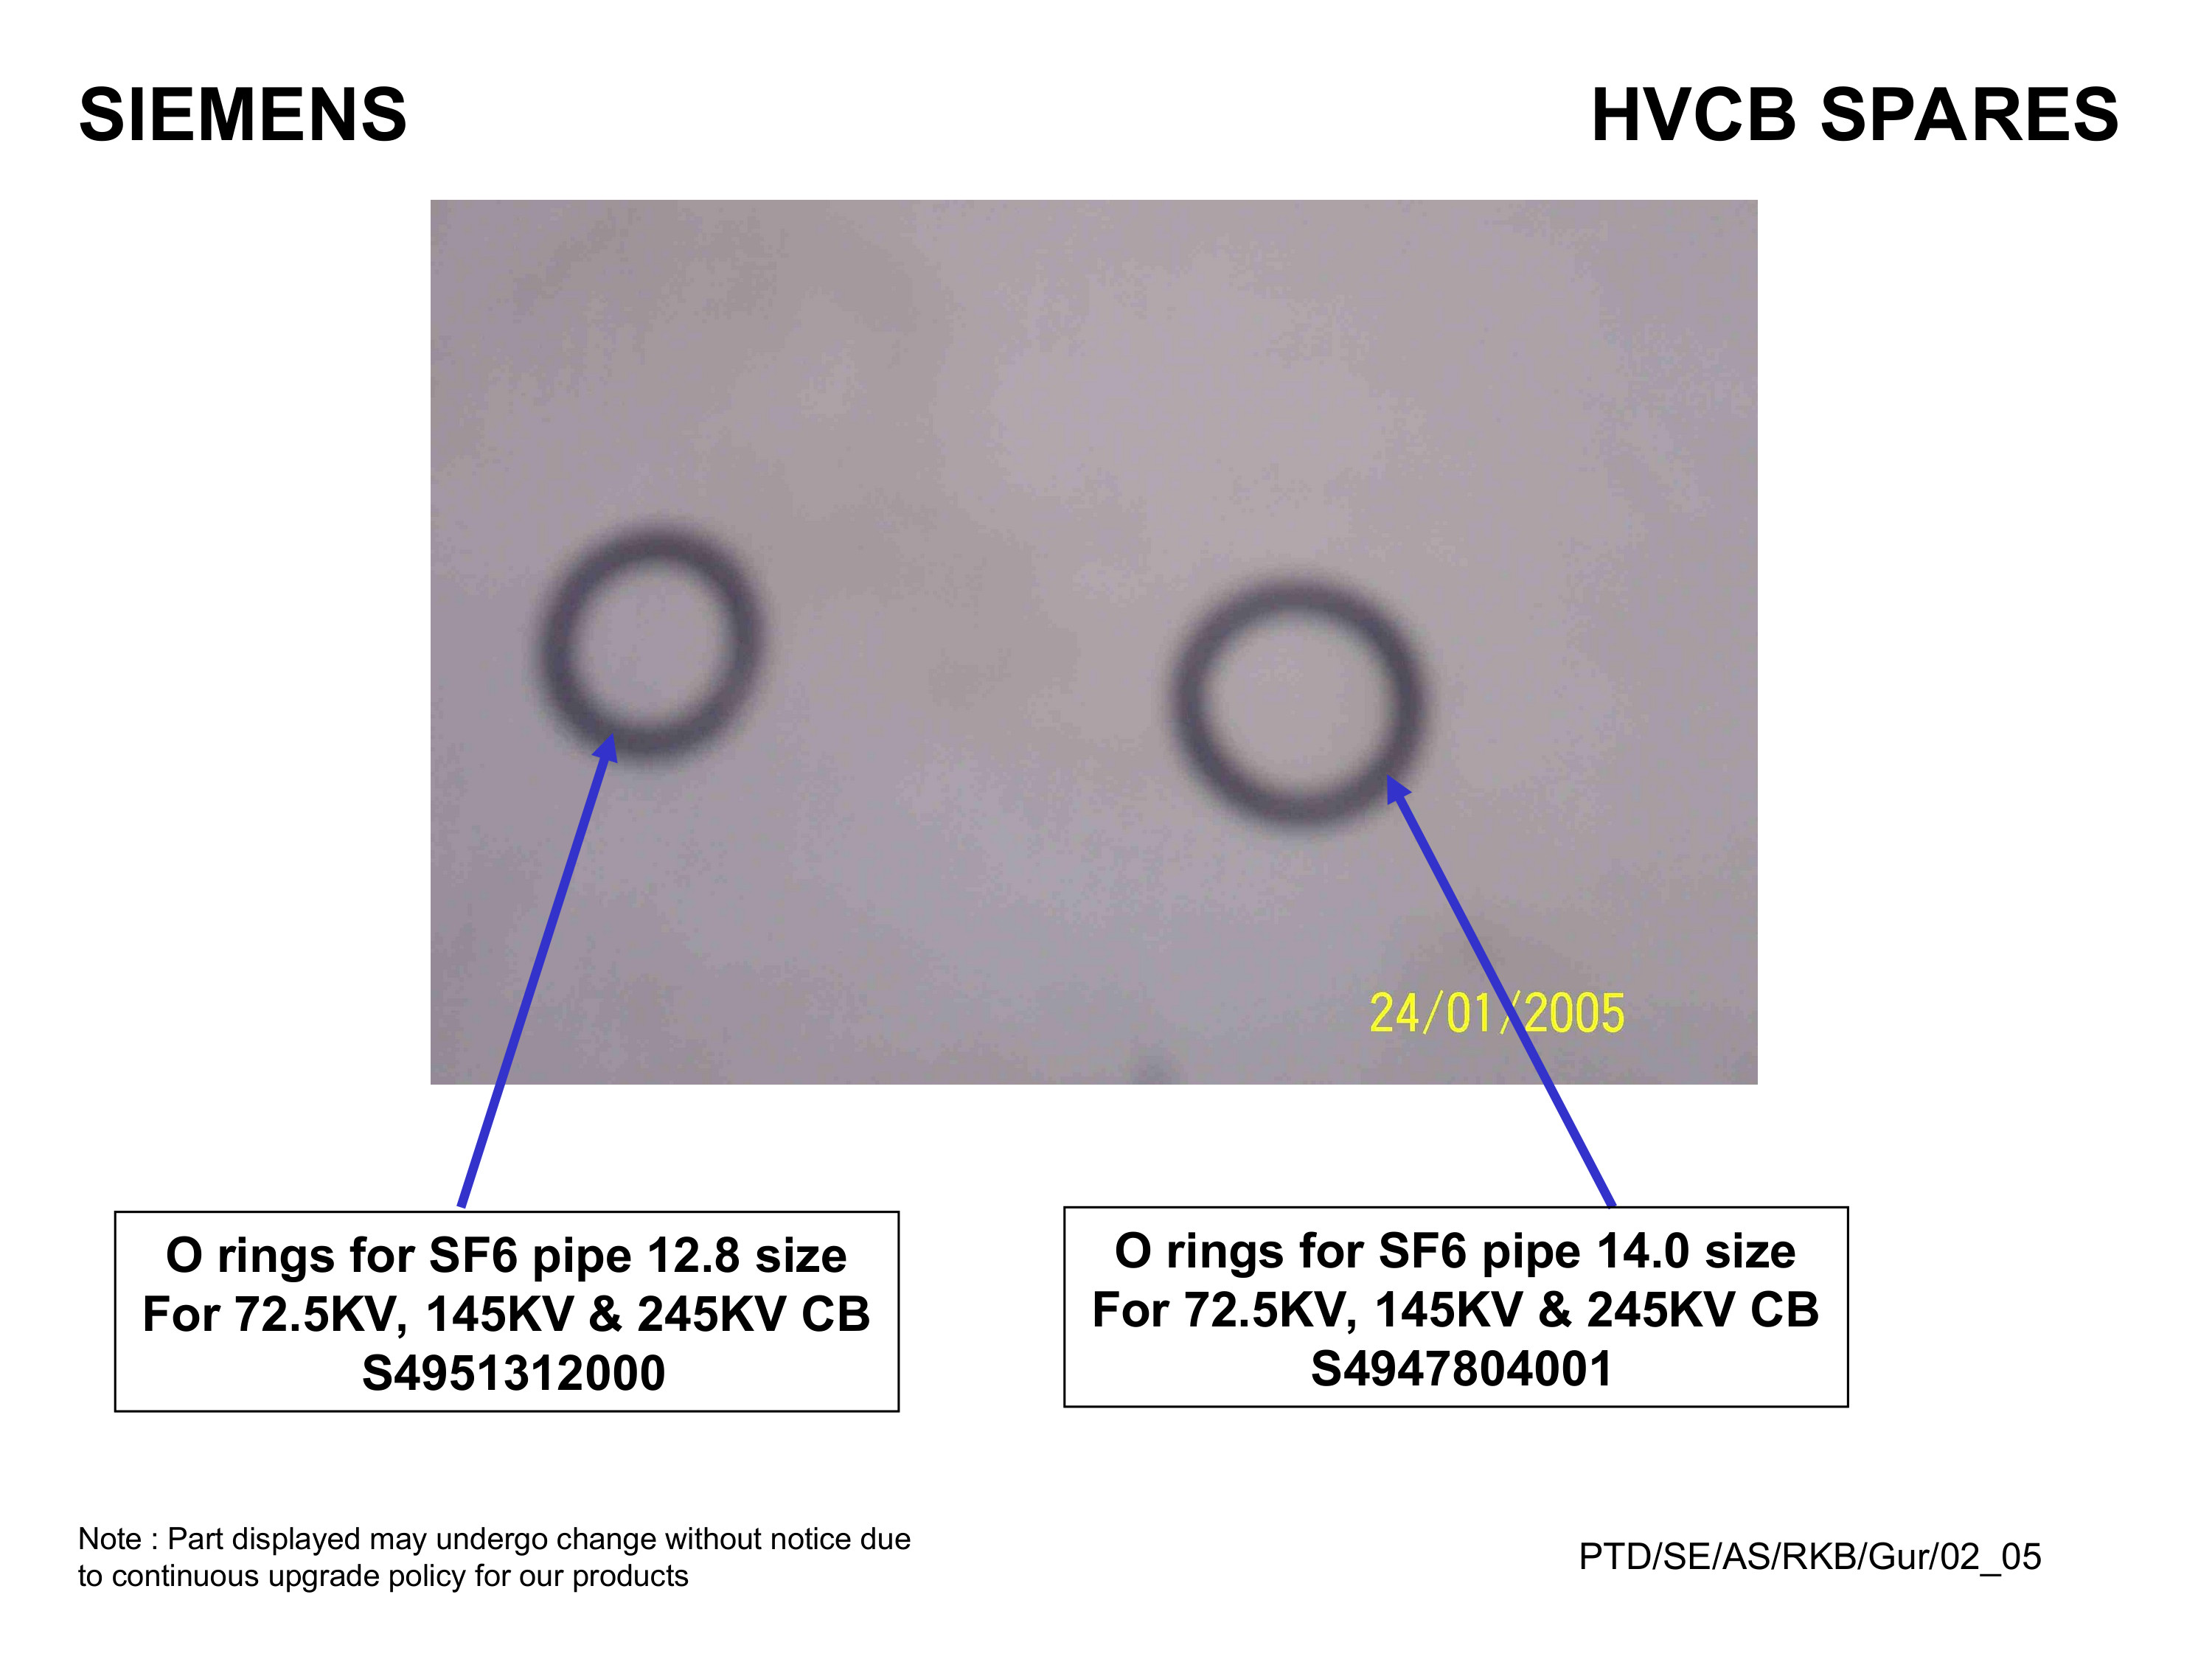 SIEMENS
HVCB SPARES
24/01/2005
O rings for SF6 pipe 12.8 size
For 72.5KV, 145KV & 245KV CB
S4951312000
O rings for SF6 pipe 14.0 size
For 72.5KV, 145KV & 245KV CB
S4947804001
Note : Part displayed may undergo change without notice due
to continuous upgrade policy for our products
PTD/SE/AS/RKB/Gur/02_05